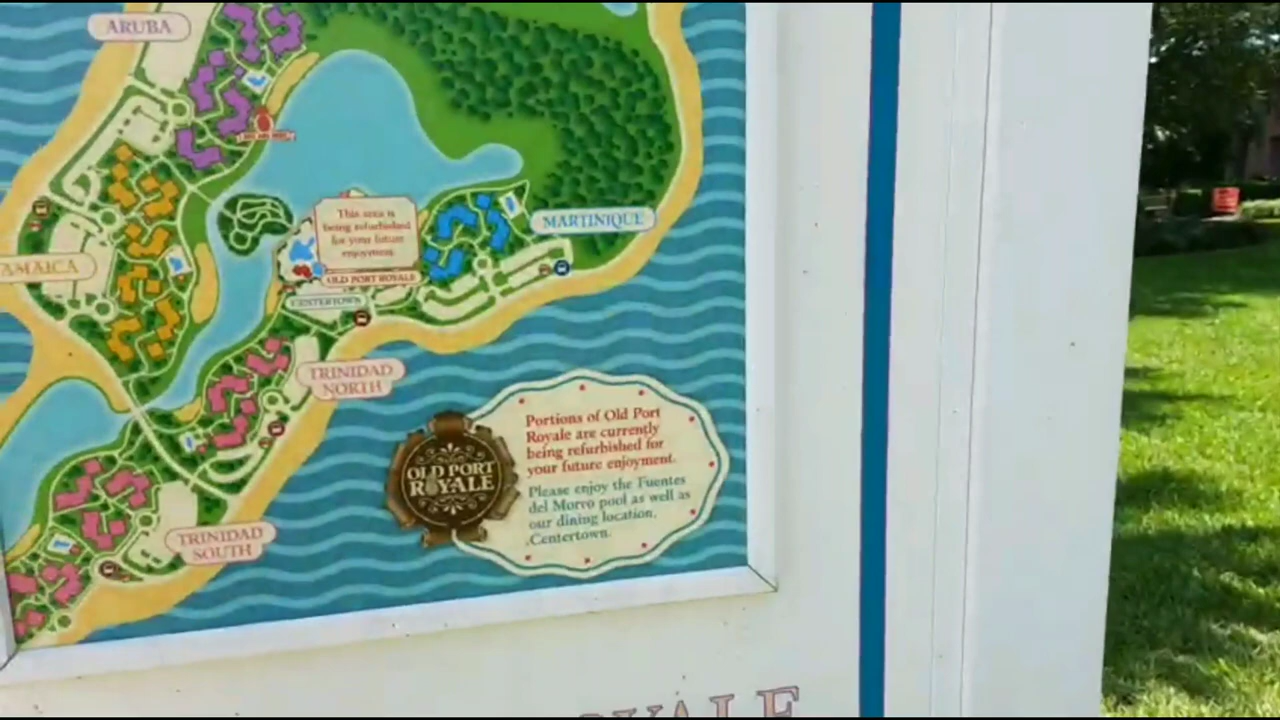 ARUBA
This area is
being refurbished
for your future
enjoyment
MARTINIQUE
AMAICA
OLD PORT ROYALE
CENTERTOWN
TRINIDAD
NORTH
OLD PORT
ROYALE
Portions of Old Port
Royale are currently
being refurbished for
your future enjoyment.
Please enjoy the Fuentes
del Morro pool as well as
our dining location,
Centertown.
TRINIDAD
SOUTH
YALE